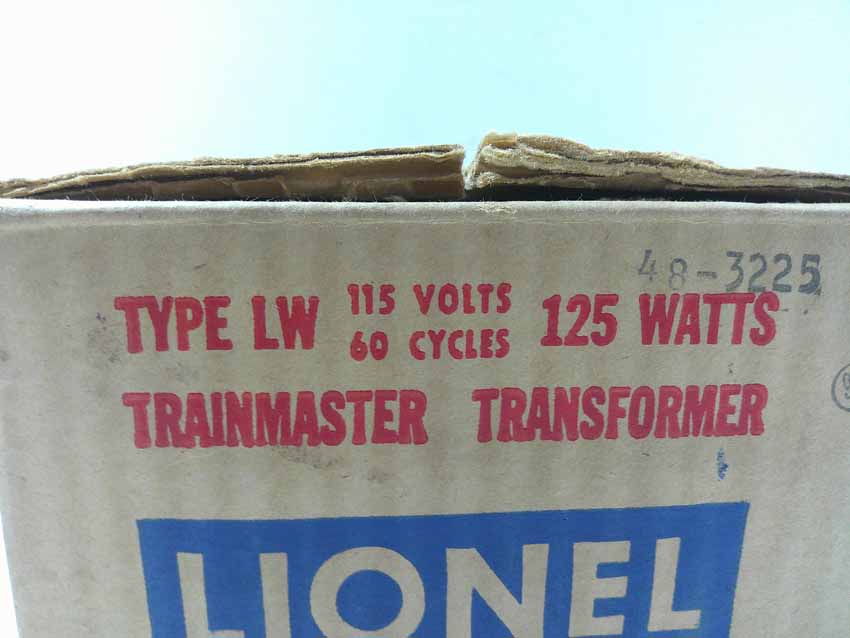 48-3225
TYPE LW 115 VOLTS 60 CYCLES 125 WATTS
TRAINMASTER TRANSFORMER
LIONEL